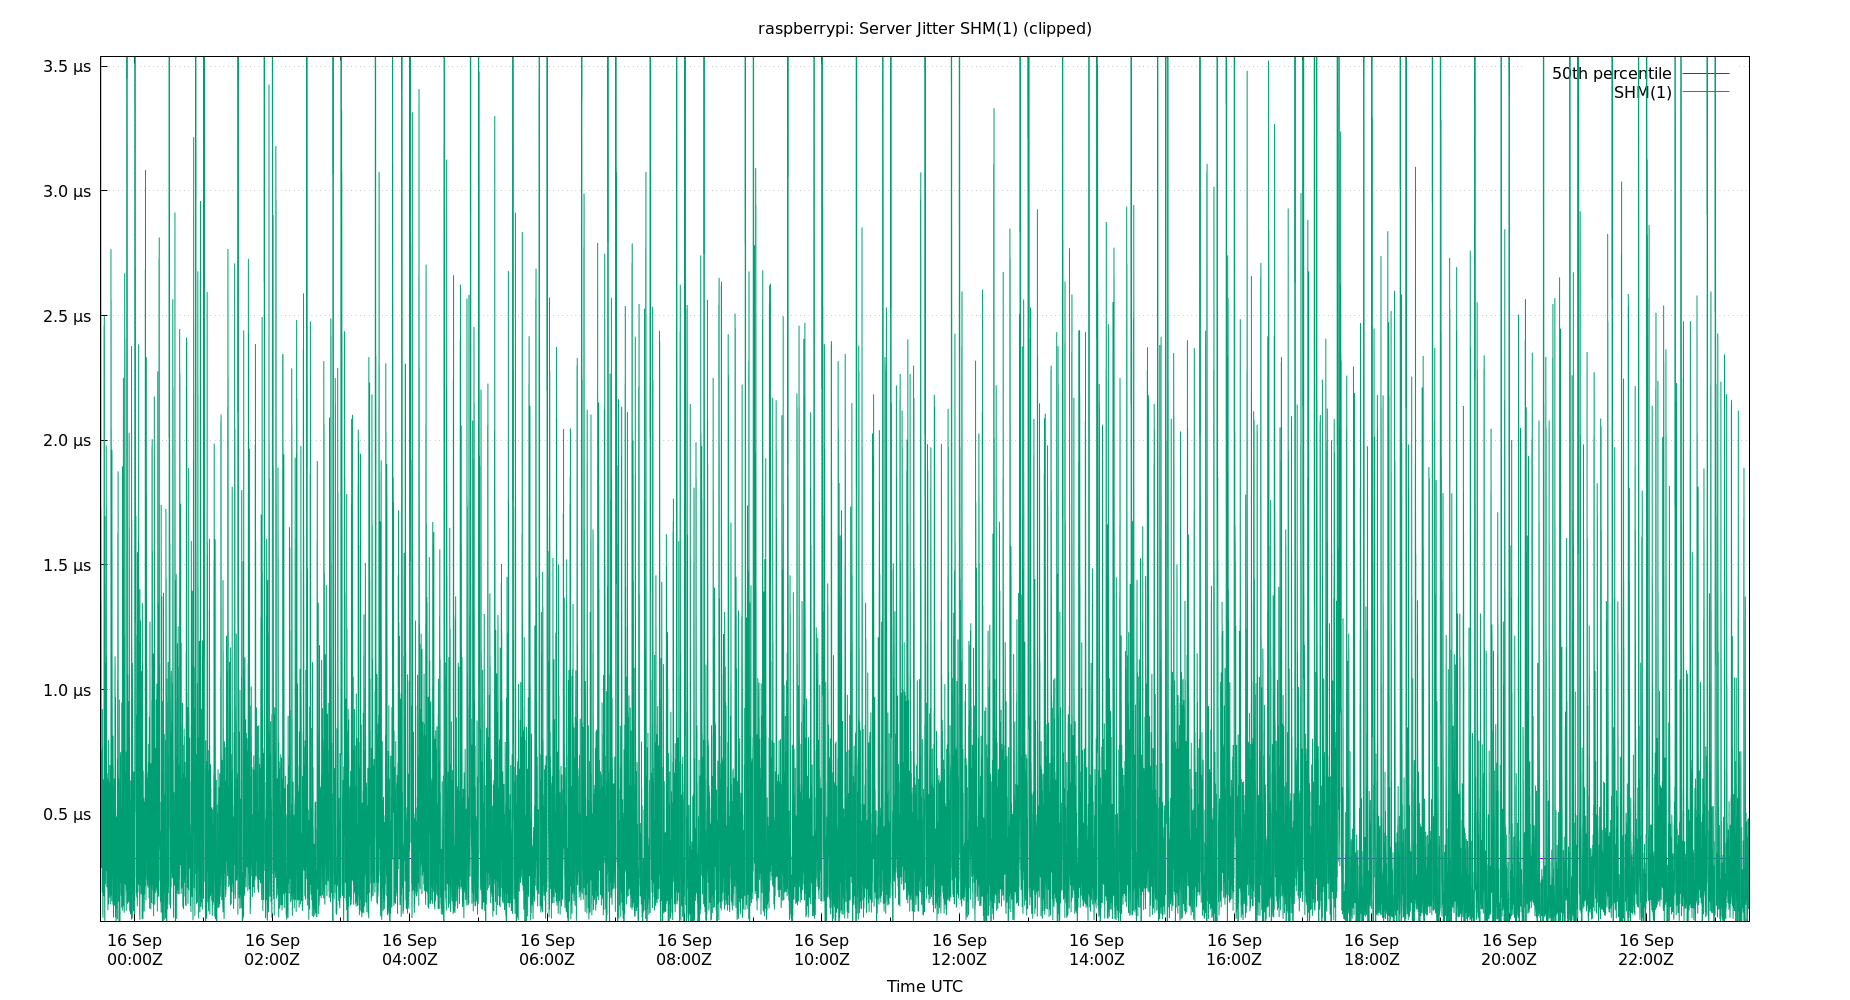 raspberrypi: Server Jitter SHM(1) (clipped)
3.5 μs
3.0 μs
2.5 μs
2.0 μs
1.5 μs
1.0 μs
0.5 μs
50th percentile
SHM(1)
16 Sep 16 Sep 16 Sep 16 Sep 16 Sep 16 Sep 16 Sep 16 Sep 16 Sep 16 Sep 16 Sep 16 Sep
00:00Z 02:00Z 04:00Z 06:00Z 08:00Z 10:00Z 12:00Z 14:00Z 16:00Z 18:00Z 20:00Z 22:00Z
Time UTC